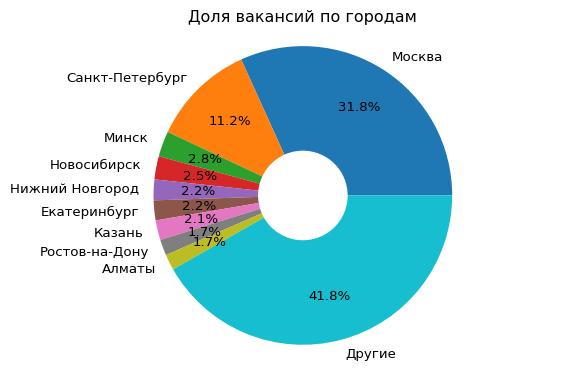 Доля вакансий по городам
Москва
31.8%
Санкт-Петербург
11.2%
Минск
2.8%
Новосибирск
2.5%
Нижний Новгород
2.2%
Екатеринбург
2.2%
Казань
2.1%
Ростов-на-Дону
1.7%
Алматы
1.7%
Другие
41.8%